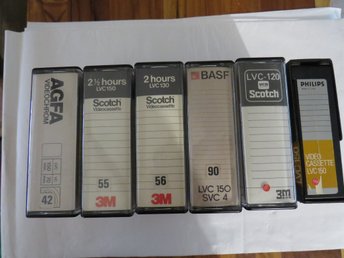 AGFA
VIDEOCHROM
42
2½ hours
LVC 150
Scotch
Videocassette
55
3M
2 hours
LVC 130
Scotch
Videocassette
56
3M
BASF
90
LVC 150
SVC 4
LVC-120
Scotch
3m
PHILIPS
VIDEO
CASSETTE
LVC 150